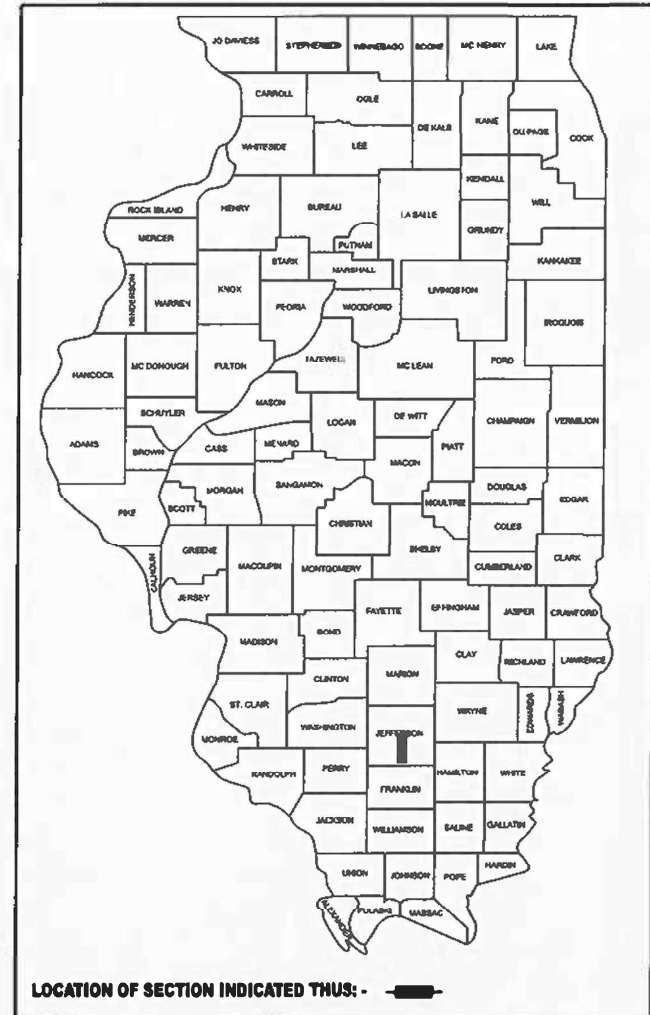 JO DAVIESS STEPHENSON WINNEBAGO BOONE MC HENRY LAKE
CARROLL OGLE
DE KALB KANE DU PAGE COOK
WHITESIDE LEE
KENDALL
ROCK ISLAND HENRY BUREAU LA SALLE WILL
MERCER PUTNAM GRUNDY
STARK MARSHALL KANKAKEE
HENDERSON WARREN KNOX PEORIA WOODFORD LIVINGSTON IROQUOIS
HANCOCK MC DONOUGH FULTON TAZEWELL MC LEAN FORD
SCHUYLER MASON LOGAN DE WITT CHAMPAIGN VERMILION
ADAMS BROWN CASS MENARD MACON PIATT
PIKE SCOTT MORGAN SANGAMON CHRISTIAN MOULTRIE DOUGLAS EDGAR
COLES
CALHOUN GREENE MACOUPIN MONTGOMERY SHELBY CUMBERLAND CLARK
JERSEY FAYETTE EFFINGHAM JASPER CRAWFORD
MADISON BOND CLAY RICHLAND LAWRENCE
CLINTON MARION
ST. CLAIR WASHINGTON JEFFERSON WAYNE EDWARDS WABASH
MONROE
RANDOLPH PERRY FRANKLIN HAMILTON WHITE
JACKSON WILLIAMSON SALINE GALLATIN
UNION JOHNSON POPE HARDIN
ALEXANDER PULASKI MASSAC
LOCATION OF SECTION INDICATED THUS: -